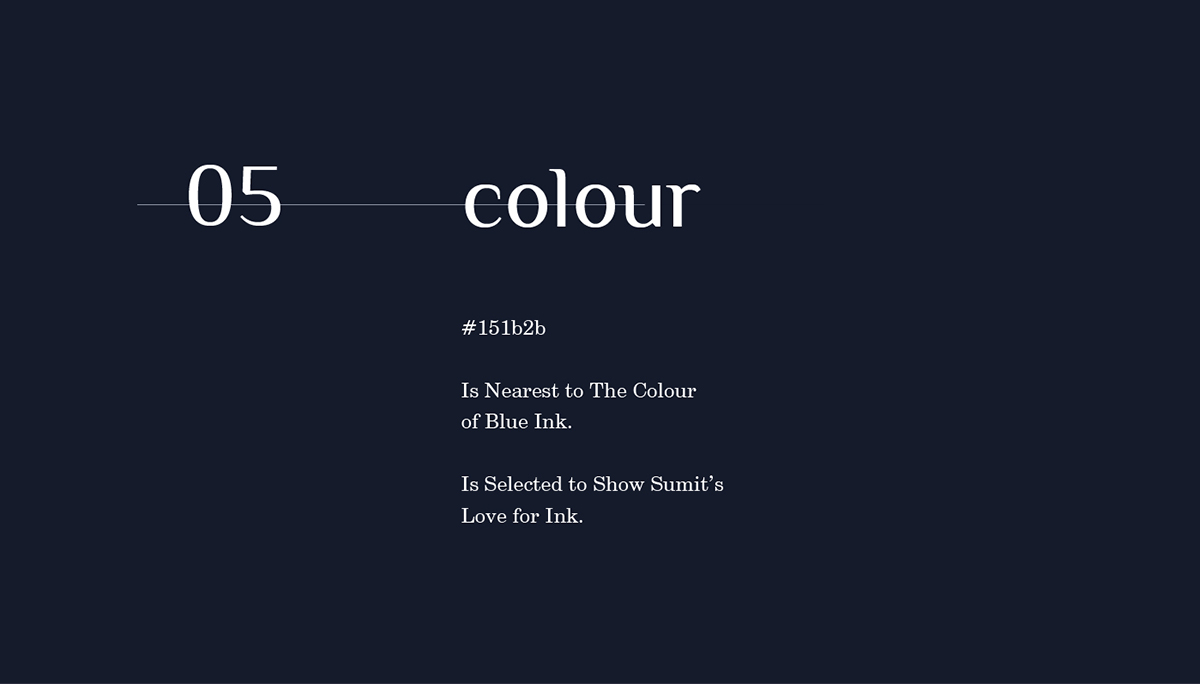 05
colour
#151b2b
Is Nearest to The Colour
of Blue Ink.
Is Selected to Show Sumit’s
Love for Ink.